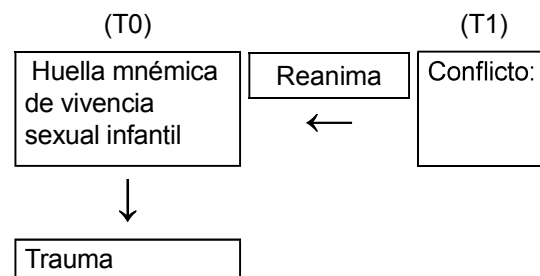 (T0)
(T1)
Huella mnémica
de vivencia
sexual infantil
Reanima
Conflicto:
Trauma